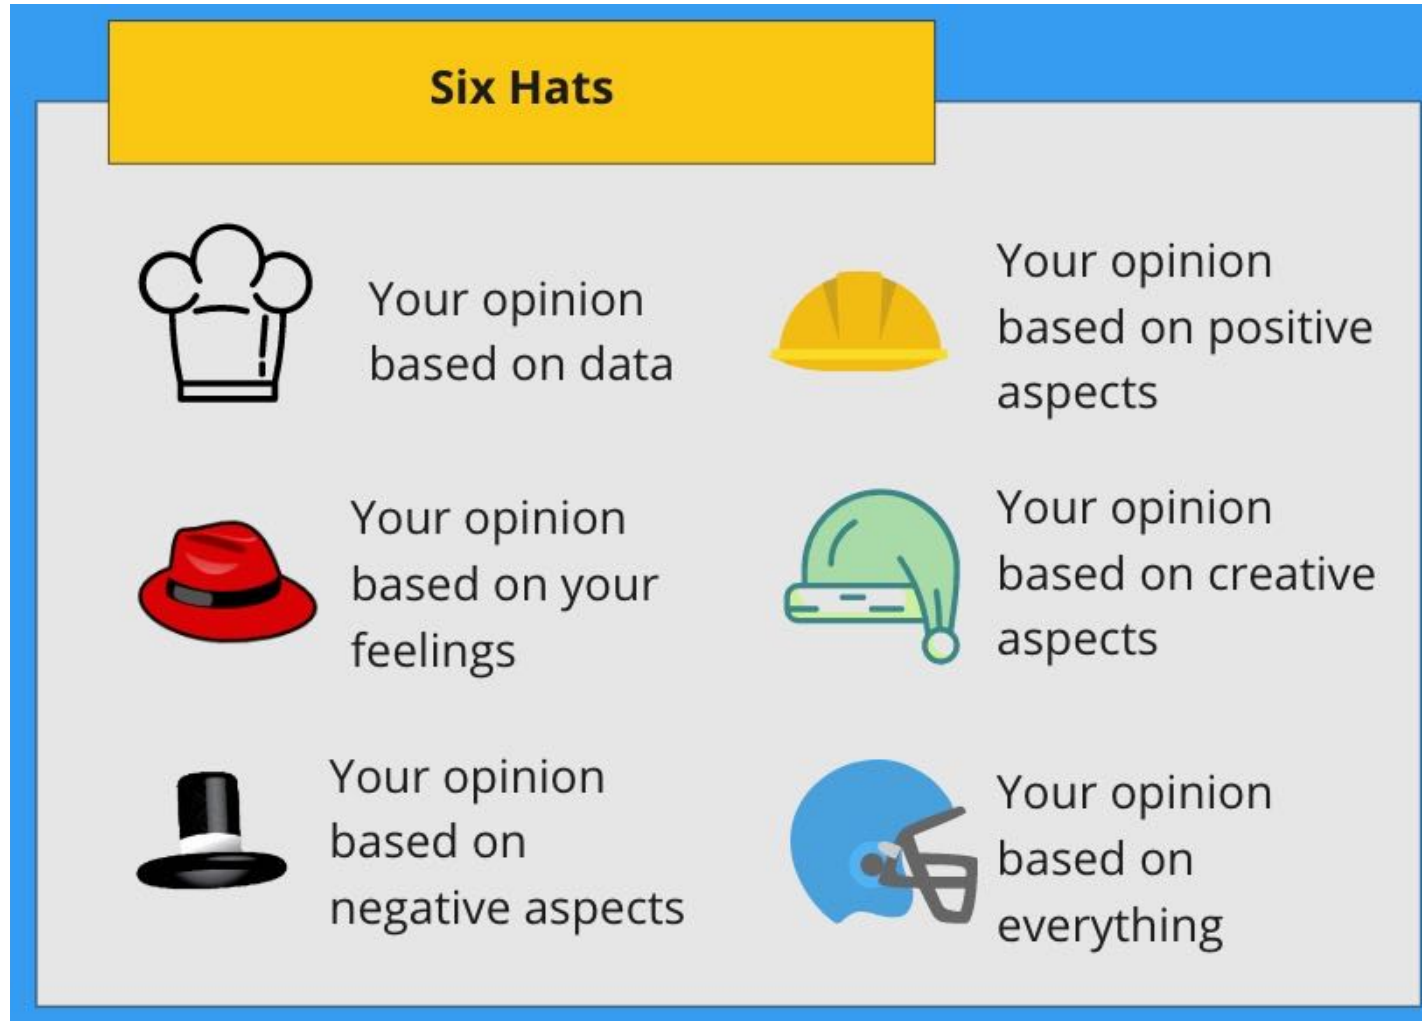 Six Hats
Your opinion
based on data
Your opinion
based on positive
aspects
Your opinion
based on your
feelings
Your opinion
based on creative
aspects
Your opinion
based on
negative aspects
Your opinion
based on
everything